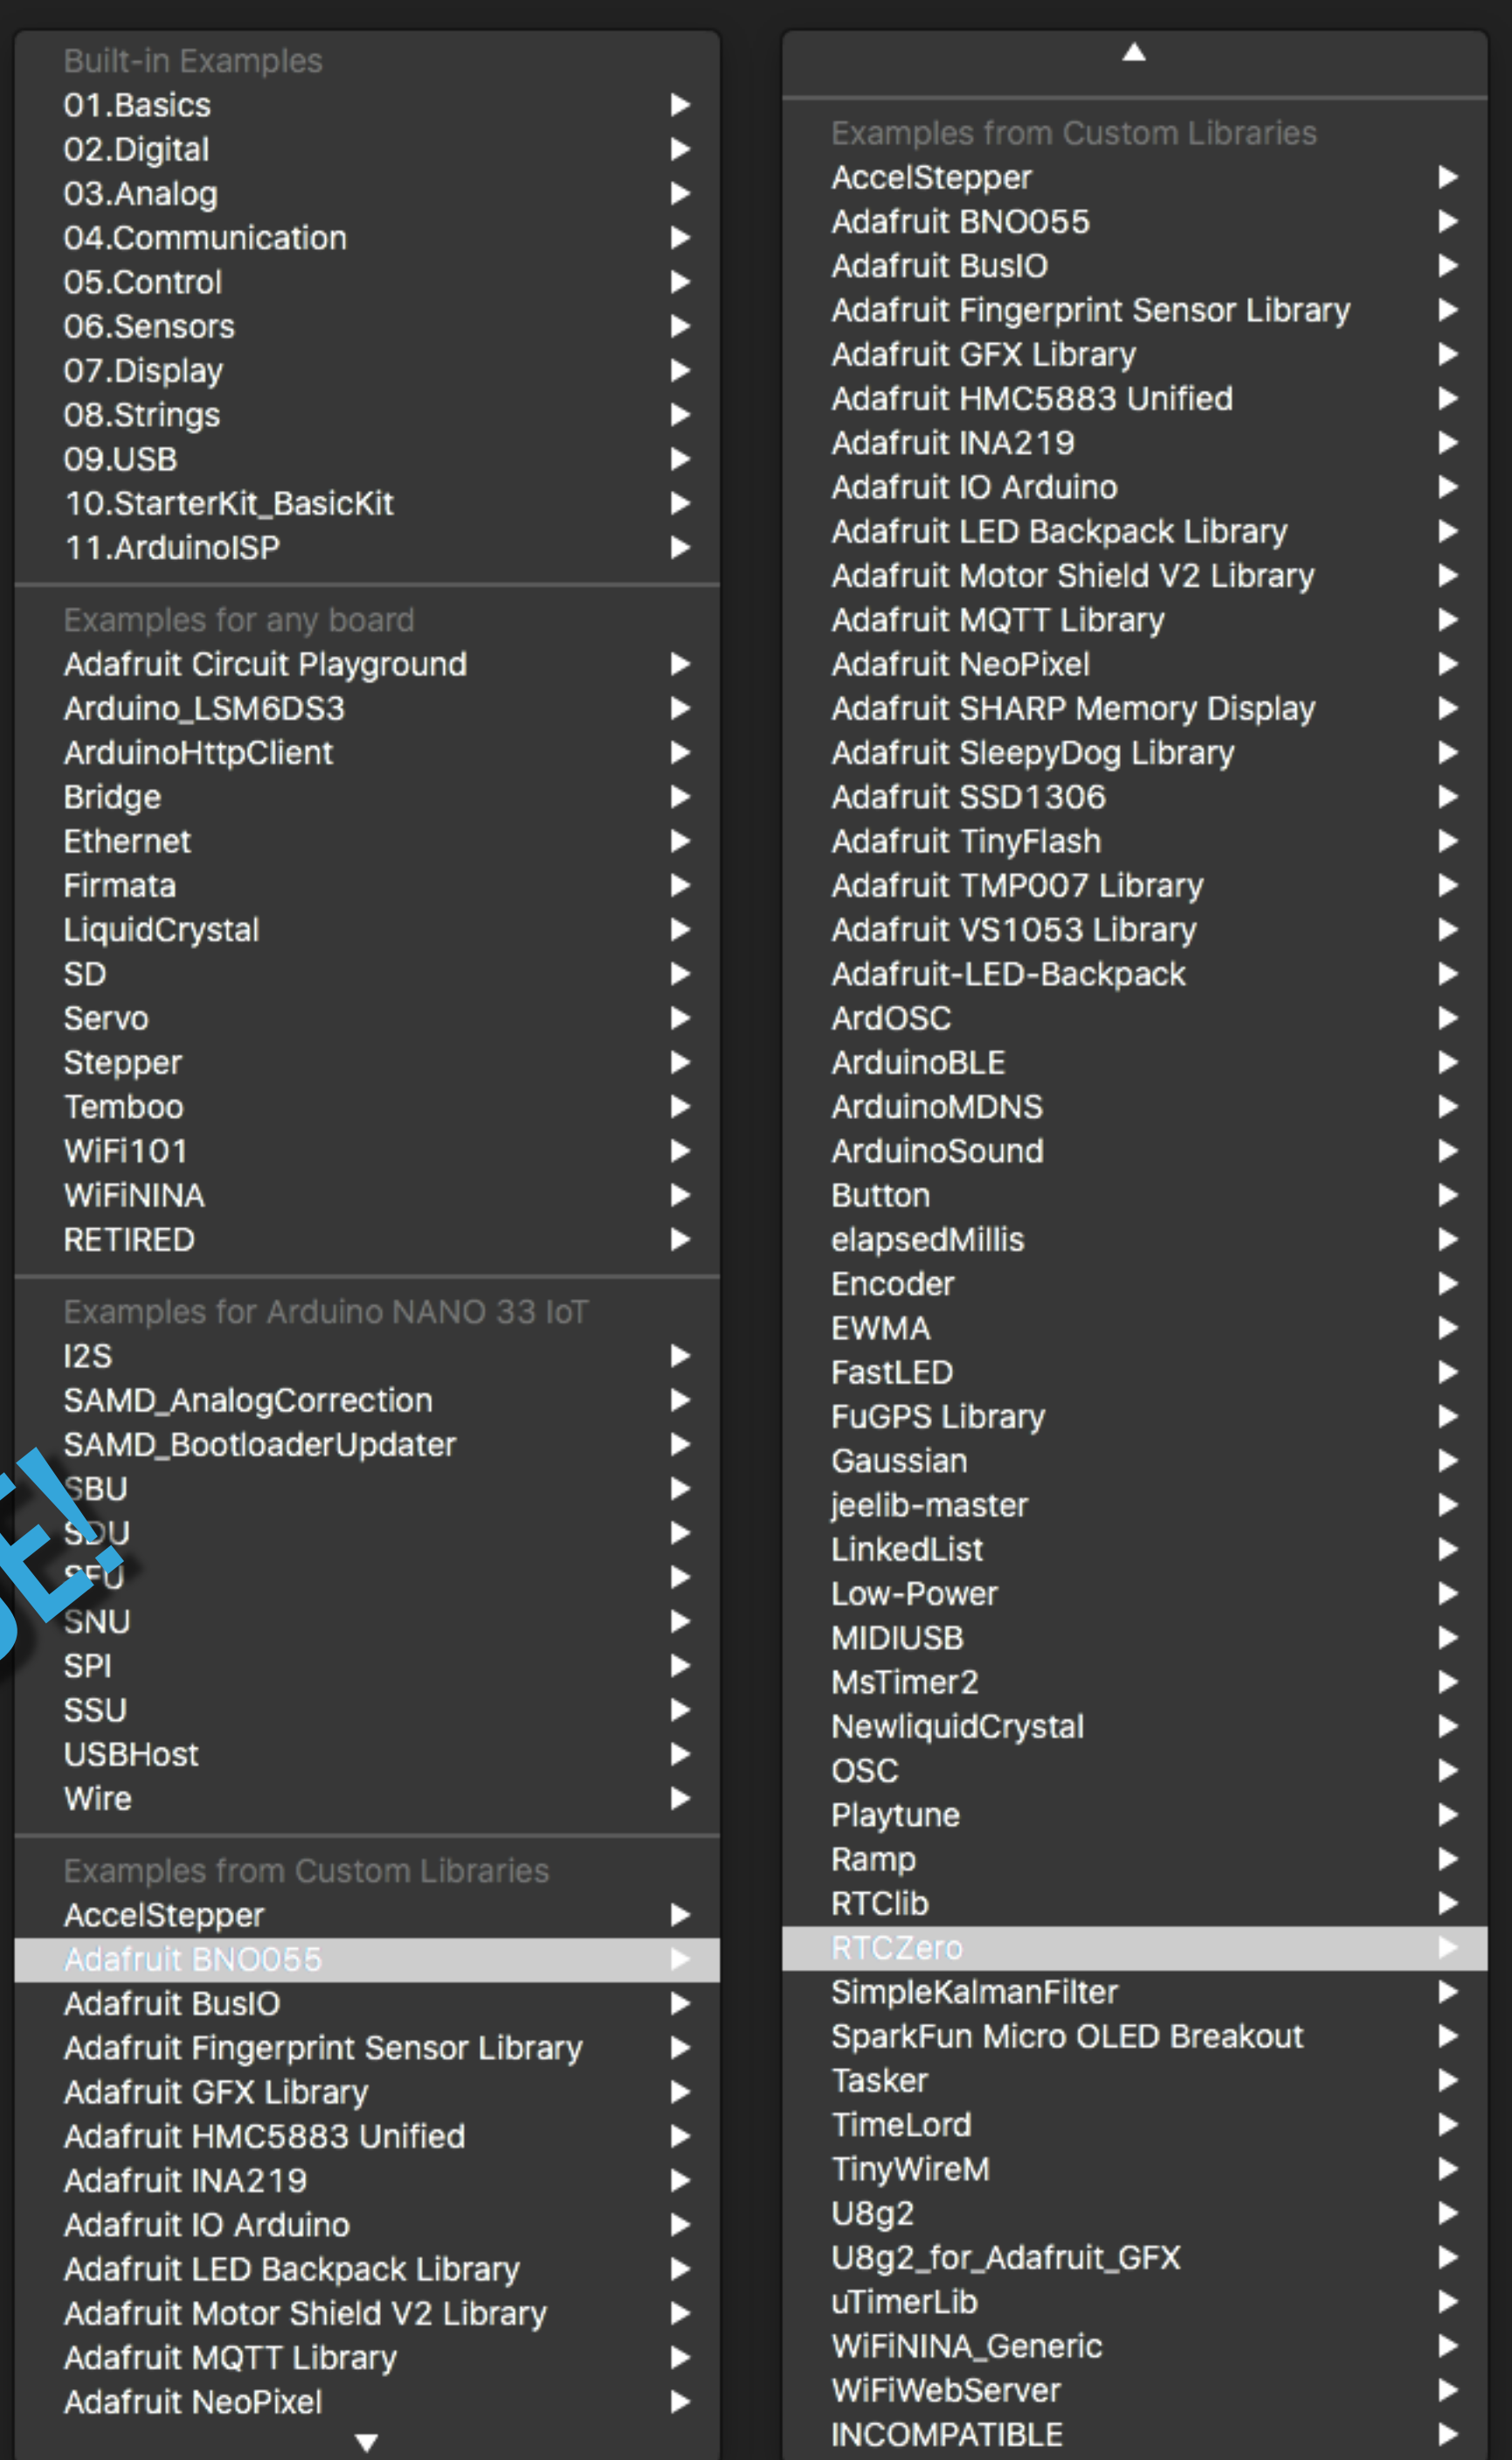 Built-in Examples
01.Basics
02.Digital
03.Analog
04.Communication
05.Control
06.Sensors
07.Display
08.Strings
09.USB
10.StarterKit_BasicKit
11.ArduinoISP
Examples for any board
Adafruit Circuit Playground
Arduino_LSM6DS3
ArduinoHttpClient
Bridge
Ethernet
Firmata
LiquidCrystal
SD
Servo
Stepper
Temboo
WiFi101
WiFiNINA
RETIRED
Examples for Arduino NANO 33 IoT
I2S
SAMD_AnalogCorrection
SAMD_BootloaderUpdater
SBU
SDU
SFU
SNU
SPI
SSU
USBHost
Wire
E!
Examples from Custom Libraries
AccelStepper
Adafruit BNO055
Adafruit BusIO
Adafruit Fingerprint Sensor Library
Adafruit GFX Library
Adafruit HMC5883 Unified
Adafruit INA219
Adafruit IO Arduino
Adafruit LED Backpack Library
Adafruit Motor Shield V2 Library
Adafruit MQTT Library
Adafruit NeoPixel
Examples from Custom Libraries
AccelStepper
Adafruit BNO055
Adafruit BusIO
Adafruit Fingerprint Sensor Library
Adafruit GFX Library
Adafruit HMC5883 Unified
Adafruit INA219
Adafruit IO Arduino
Adafruit LED Backpack Library
Adafruit Motor Shield V2 Library
Adafruit MQTT Library
Adafruit NeoPixel
Adafruit SHARP Memory Display
Adafruit SleepyDog Library
Adafruit SSD1306
Adafruit TinyFlash
Adafruit TMP007 Library
Adafruit VS1053 Library
Adafruit-LED-Backpack
ArdOSC
ArduinoBLE
ArduinoMDNS
ArduinoSound
Button
elapsedMillis
Encoder
EWMA
FastLED
FuGPS Library
Gaussian
jeelib-master
LinkedList
Low-Power
MIDIUSB
MsTimer2
NewliquidCrystal
OSC
Playtune
Ramp
RTClib
RTCZero
SimpleKalmanFilter
SparkFun Micro OLED Breakout
Tasker
TimeLord
TinyWireM
U8g2
U8g2_for_Adafruit_GFX
uTimerLib
WiFiNINA_Generic
WiFiWebServer
INCOMPATIBLE